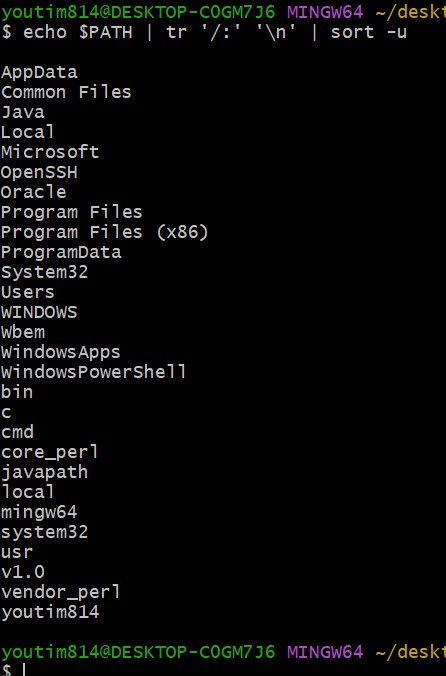 youtim814@DESKTOP-COGM7J6 MINGW64 ~/deskt
$ echo $PATH | tr '/:' '\n' | sort -u
AppData
Common Files
Java
Local
Microsoft
OpenSSH
Oracle
Program Files
Program Files (x86)
ProgramData
System32
Users
WINDOWS
Wbem
WindowsApps
WindowsPowerShell
bin
c
cmd
core_perl
javapath
local
mingw64
system32
usr
v1.0
vendor_perl
youtim814
youtim814@DESKTOP-COGM7J6 MINGW64 ~/deskt
$